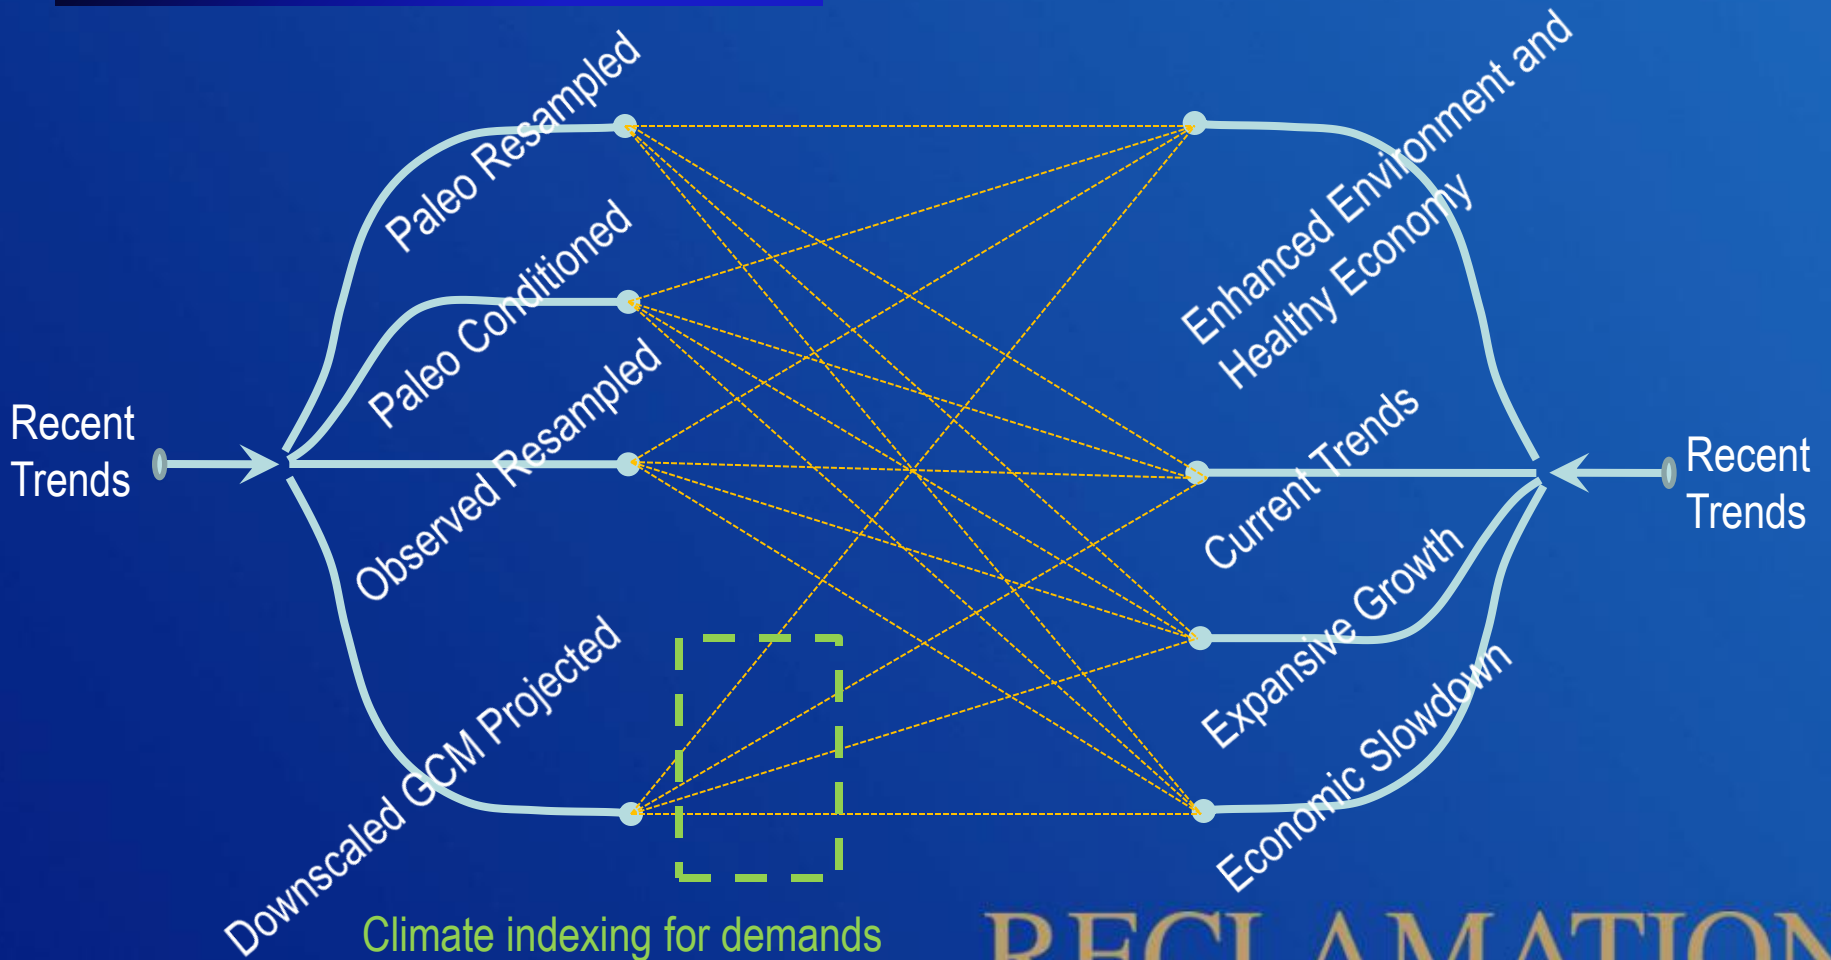 Recent
Trends
Paleo Resampled
Paleo Conditioned
Observed Resampled
Downscaled GCM Projected
Enhanced Environment and
Healthy Economy
Current Trends
Expansive Growth
Economic Slowdown
Recent
Trends
Climate indexing for demands
RECLAMATION